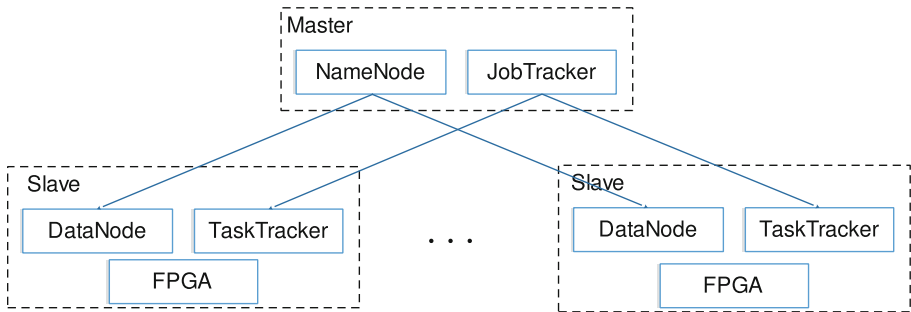 Master
NameNode JobTracker
Slave Slave
DataNode TaskTracker DataNode TaskTracker
. . .
FPGA FPGA